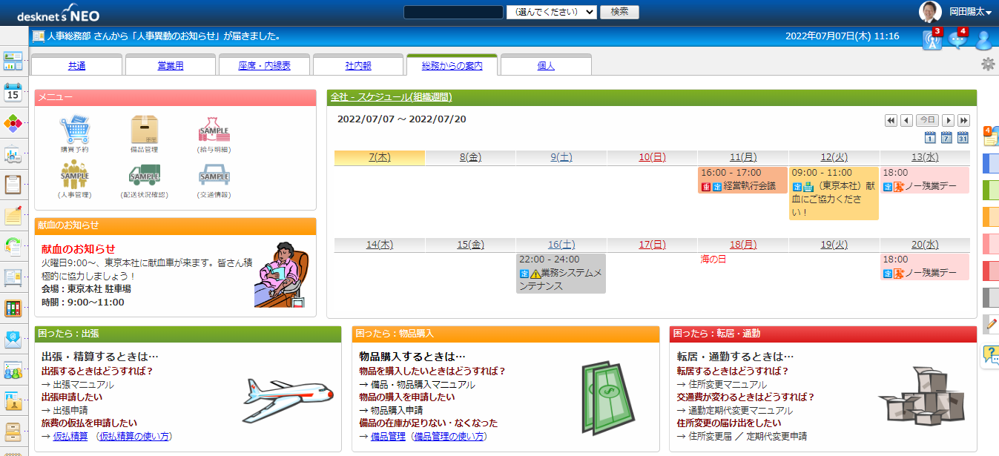 desknet's NEO
(選んでください)
検索
岡田陽太
人事総務部 さんから「人事異動のお知らせ」が届きました。
2022年07月07日(木) 11:16
3
4
共通
営業用
座席・内線表
社内報
総務からの案内
個人
15
メニュー
購買予約
備品管理
SAMPLE
(給与明細)
SAMPLE
(人事管理)
SAMPLE
(配送状況確認)
SAMPLE
(交通情報)
全社 - スケジュール(組織週間)
2022/07/07 ～ 2022/07/20
今日
1
7
31
4
7(木)
8(金)
9(土)
10(日)
11(月)
12(火)
13(水)
16:00 - 17:00
重 定 経営執行会議
09:00 - 11:00
定 （東京本社）献
血にご協力くださ
い！
18:00
定 ノー残業デー
14(木)
15(金)
16(土)
17(日)
18(月)
19(火)
20(水)
22:00 - 24:00
定 業務システムメ
ンテナンス
海の日
18:00
定 ノー残業デー
献血のお知らせ
献血のお知らせ
火曜日9:00～、東京本社に献血車が来ます。皆さん積
極的に協力しましょう！
会場：東京本社 駐車場
時間：9:00～11:00
困ったら：出張
出張・精算するときは…
出張するときはどうすれば？
→ 出張マニュアル
出張申請したい
→ 出張申請
旅費の仮払を申請したい
→ 仮払精算 （仮払精算の使い方）
困ったら：物品購入
物品購入するときは…
物品を購入したいときはどうすれば？
→ 備品・物品購入マニュアル
物品の購入を申請したい
→ 物品購入申請
備品の在庫が足りない・なくなった
→ 備品管理（備品管理の使い方）
困ったら：転居・通勤
転居・通勤するときは…
転居するときはどうすれば？
→ 住所変更マニュアル
交通費が変わるときはどうすれば？
→ 通勤定期代変更マニュアル
住所変更の届け出をしたい
→ 住所変更届 ／ 定期代変更申請